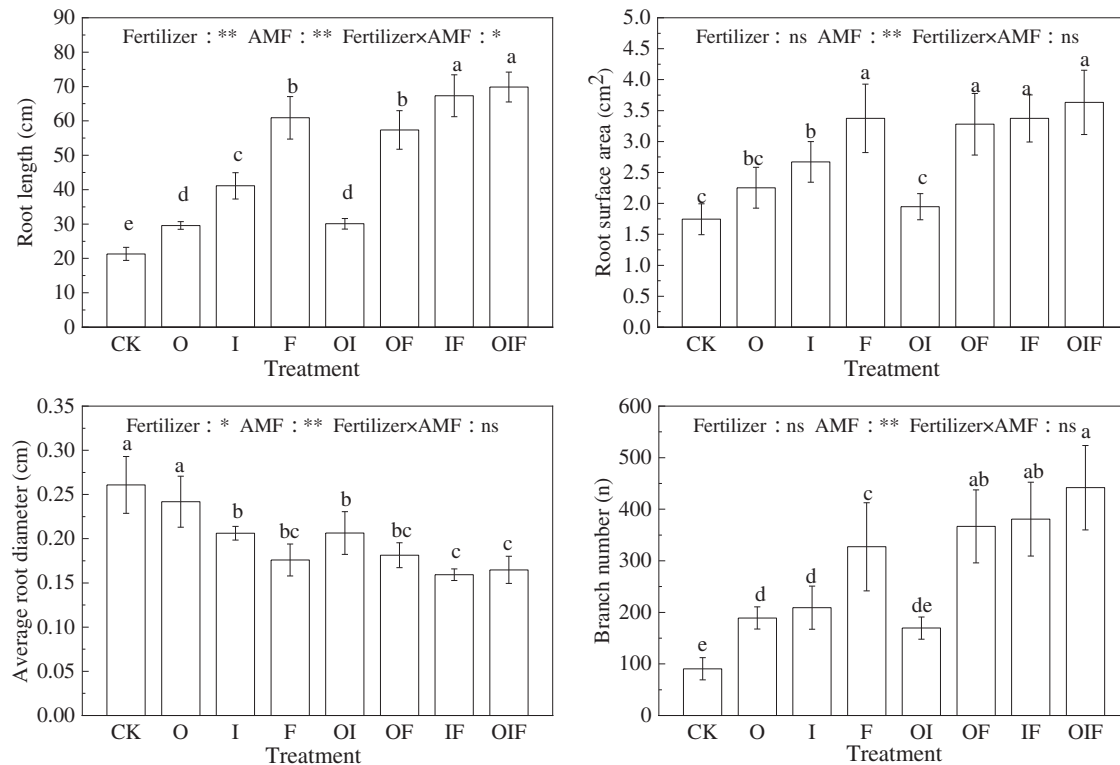 Fertilizer : ** AMF : ** Fertilizer×AMF : *
Root length (cm)
90
80
70
60
50
40
30
20
10
0
e
d
c
b
d
b
a
a
CK O I F OI OF IF OIF
Treatment
Fertilizer : ns AMF : ** Fertilizer×AMF : ns
Root surface area (cm²)
5.0
4.5
4.0
3.5
3.0
2.5
2.0
1.5
1.0
0.5
0.0
c
bc
b
a
c
a
a
a
CK O I F OI OF IF OIF
Treatment
Fertilizer : * AMF : ** Fertilizer×AMF : ns
Average root diameter (cm)
0.35
0.30
0.25
0.20
0.15
0.10
0.05
0.00
a
a
b
bc
b
bc
c
c
CK O I F OI OF IF OIF
Treatment
Fertilizer : ns AMF : ** Fertilizer×AMF : ns
Branch number (n)
600
500
400
300
200
100
0
e
d
d
c
de
ab
ab
a
CK O I F OI OF IF OIF
Treatment